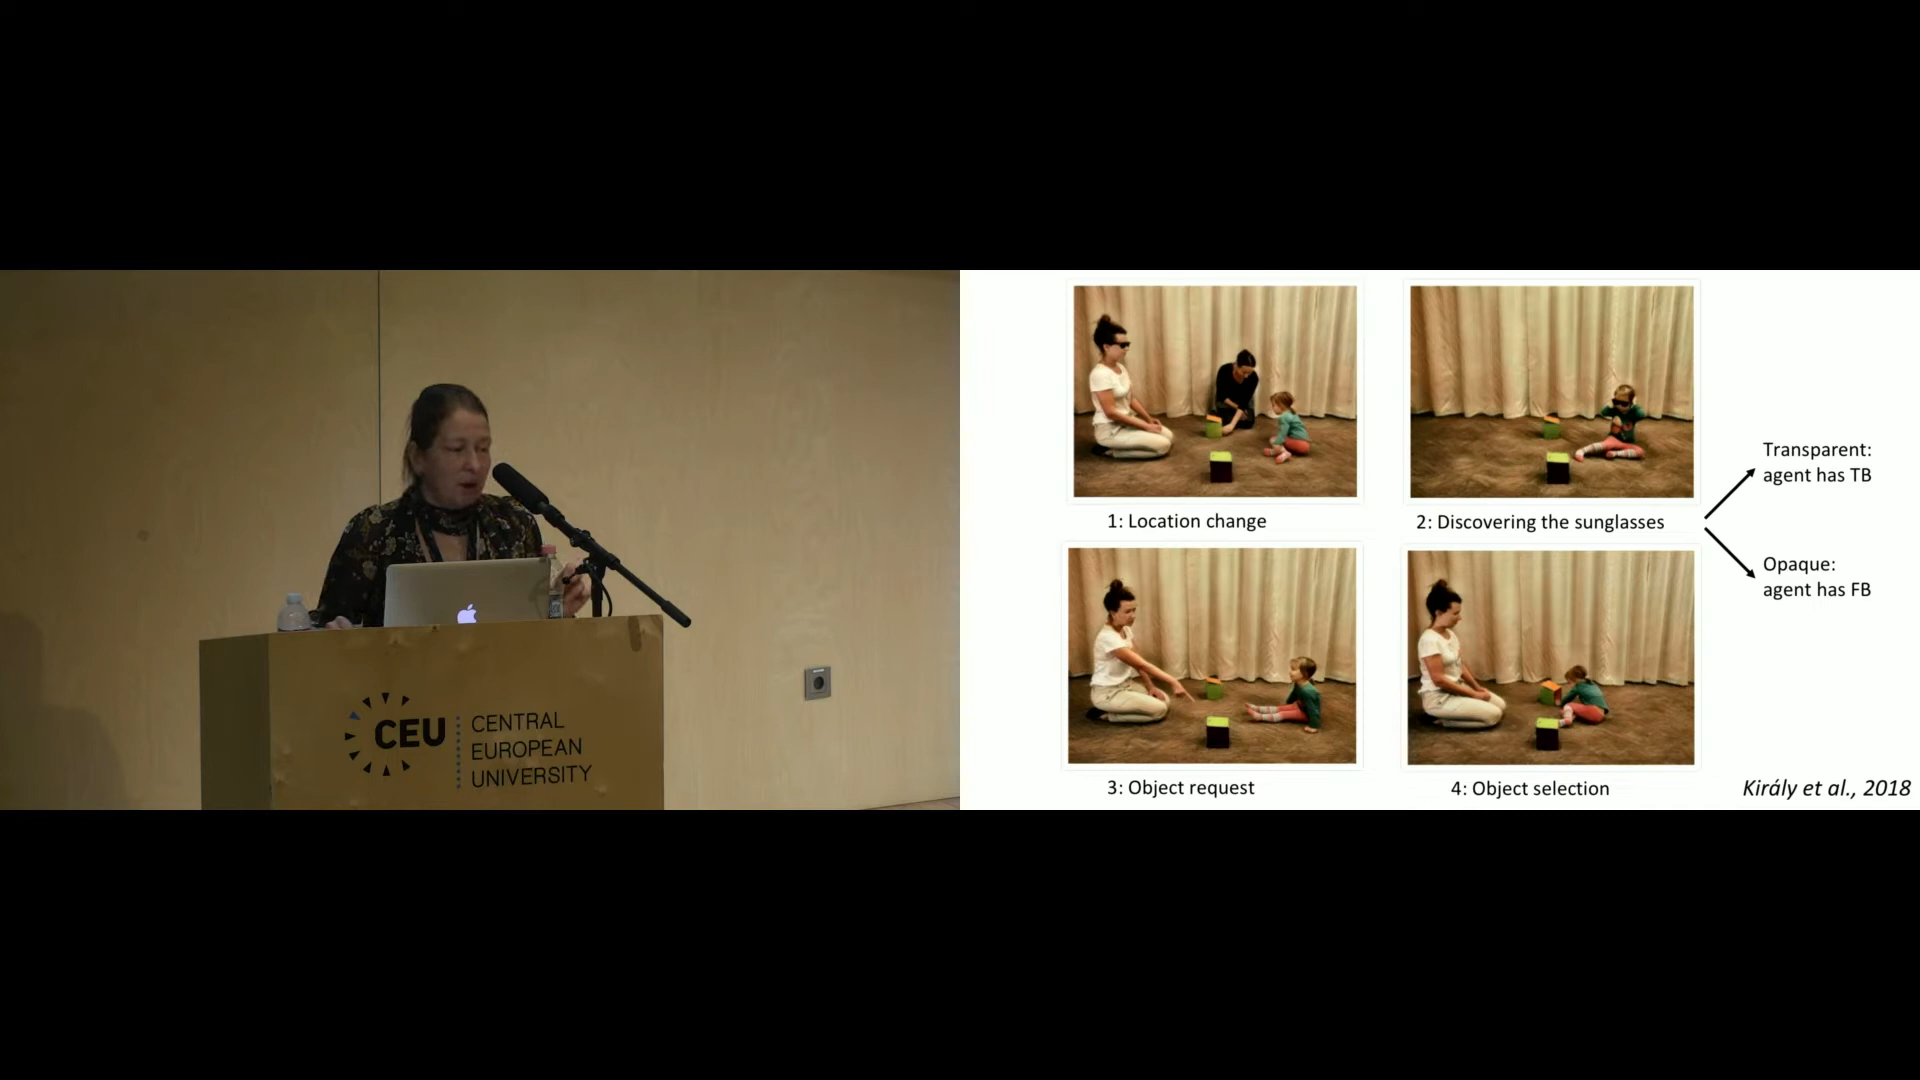 CEU
CENTRAL
EUROPEAN
UNIVERSITY
1: Location change
2: Discovering the sunglasses
Transparent:
agent has TB
Opaque:
agent has FB
3: Object request
4: Object selection
Király et al., 2018